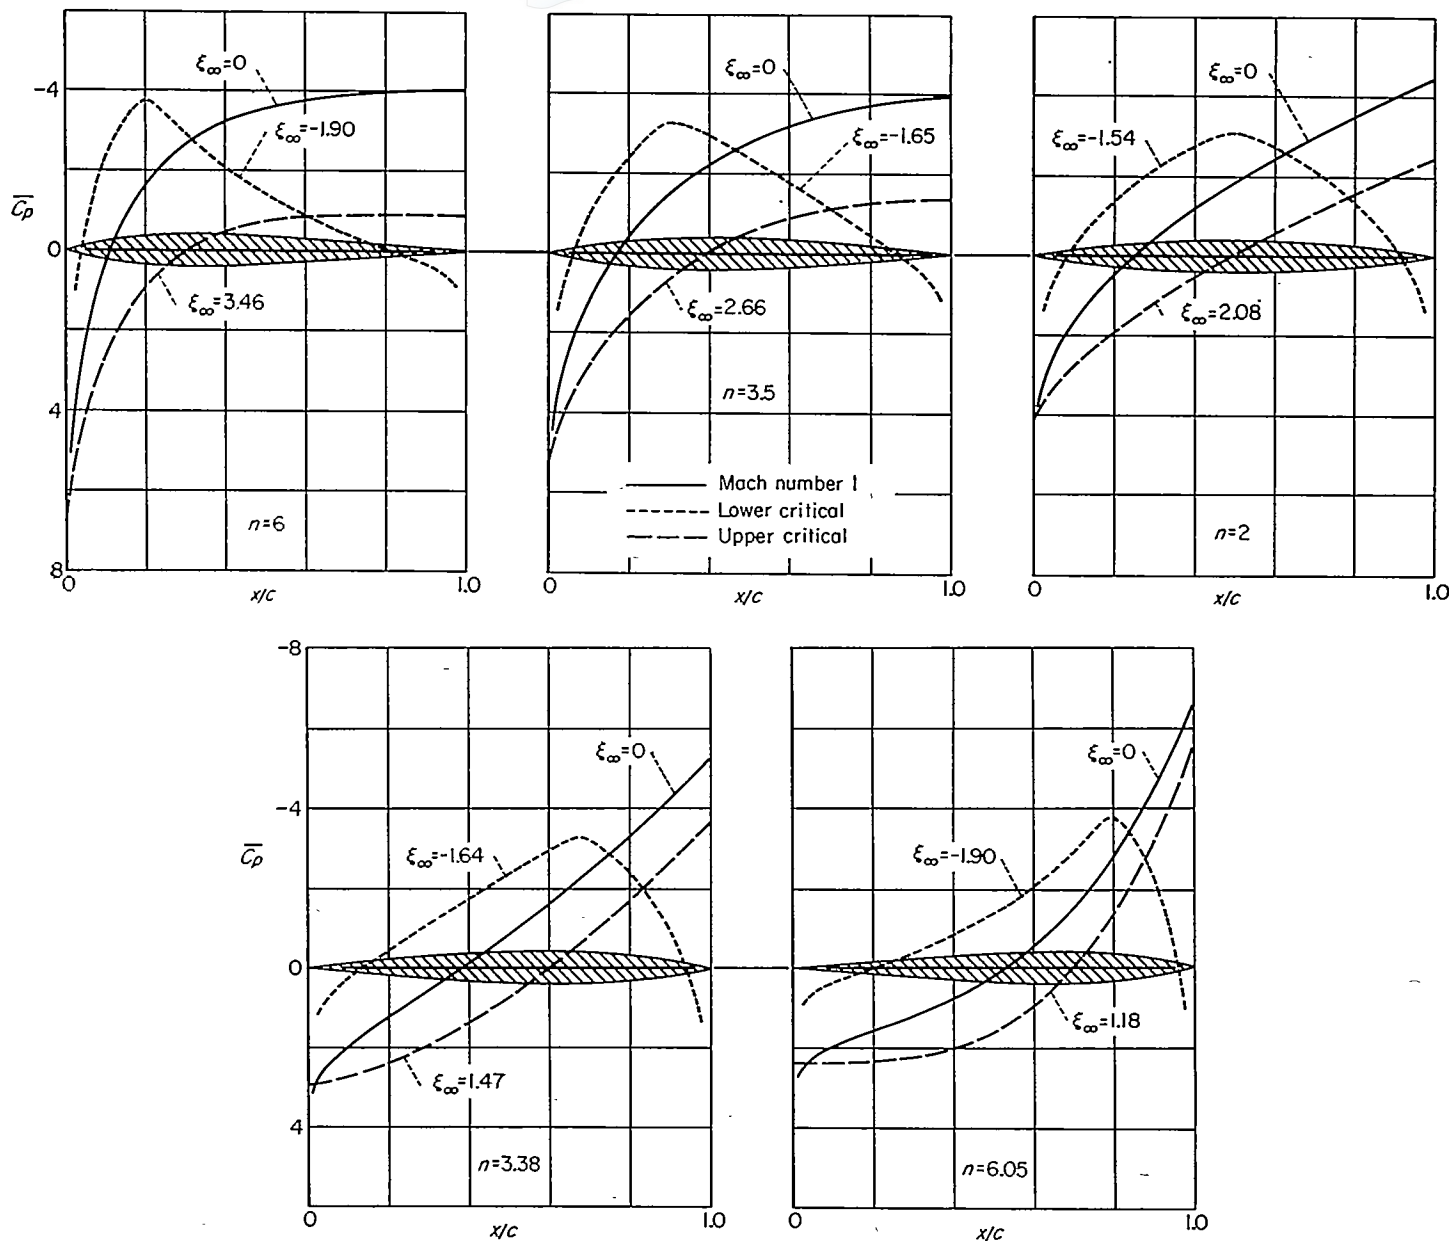 ξ∞=0
ξ∞=-1.90
ξ∞=3.46
n=6
-4
0
4
8
C̅p
0
1.0
x/c
ξ∞=0
ξ∞=-1.65
ξ∞=2.66
n=3.5
Mach number 1
Lower critical
Upper critical
0
1.0
x/c
ξ∞=0
ξ∞=-1.54
ξ∞=2.08
n=2
0
1.0
x/c
-8
-4
0
4
C̅p
ξ∞=0
ξ∞=-1.64
ξ∞=1.47
n=3.38
0
1.0
x/c
ξ∞=0
ξ∞=-1.90
ξ∞=1.18
n=6.05
0
1.0
x/c